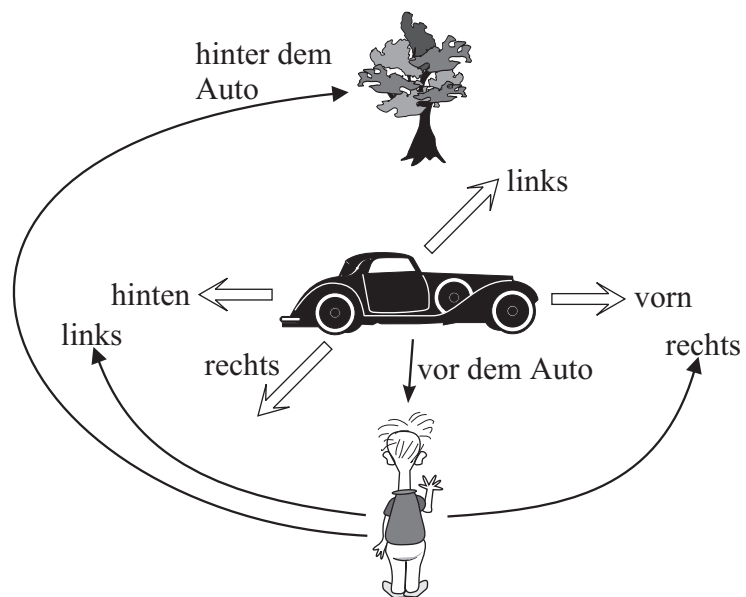 hinter dem
Auto
links
hinten
vorn
links
rechts
rechts
vor dem Auto